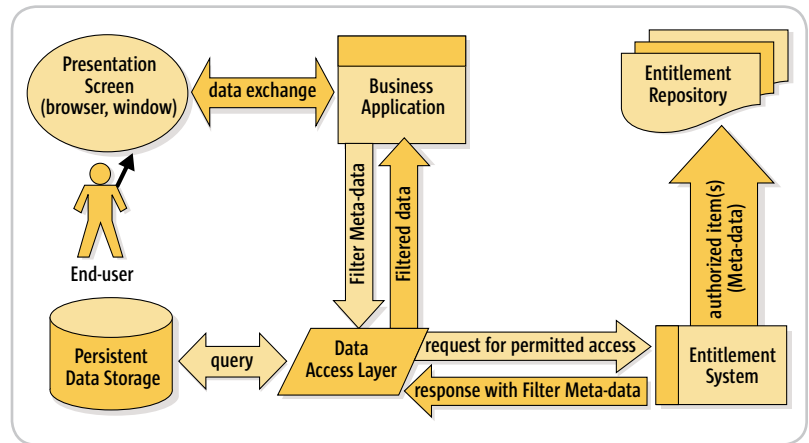 Presentation
Screen
(browser, window)
data exchange
Business
Application
Entitlement
Repository
End-user
Filter Meta-data
Filtered data
authorized item(s)
(Meta-data)
Persistent
Data Storage
query
Data
Access Layer
request for permitted access
response with Filter Meta-data
Entitlement
System